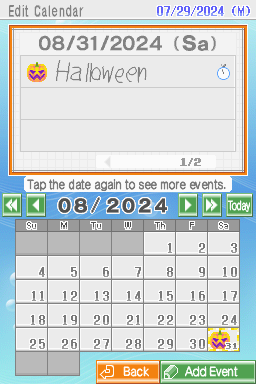 Edit Calendar 07/29/2024 (M)
08/31/2024 (Sa)
Halloween
1/2
Tap the date again to see more events.
08/2024 Today
Su M Tu W Th F Sa
1 2 3
4 5 6 7 8 9 10
11 12 13 14 15 16 17
18 19 20 21 22 23 24
25 26 27 28 29 30 31
Back Add Event